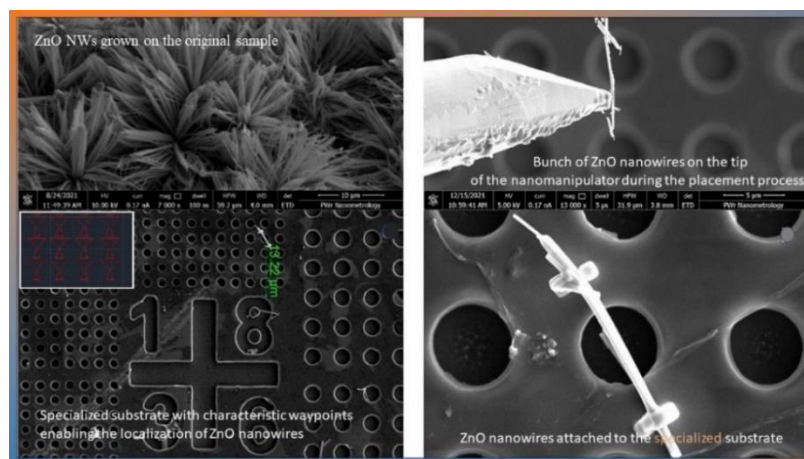 ZnO NWs grown on the original sample
8/24/2021 HV curr mag dwell HFW WD det 10 µm
11:49:39 AM 10.00 kV 0.17 nA 7 000 x 100 ns 59.2 µm 4.0 mm ETD PWr Nanometrology
Bunch of ZnO nanowires on the tip
of the nanomanipulator during the placement process
12/15/2021 HV curr mag dwell HFW WD det 5 µm
10:59:41 AM 5.00 kV 0.17 nA 13 000 x 5 µs 31.9 µm 3.8 mm ETD PWr Nanometrology
13.22 µm
1 8
3 6
Specialized substrate with characteristic waypoints
enabling the localization of ZnO nanowires
ZnO nanowires attached to the specialized substrate